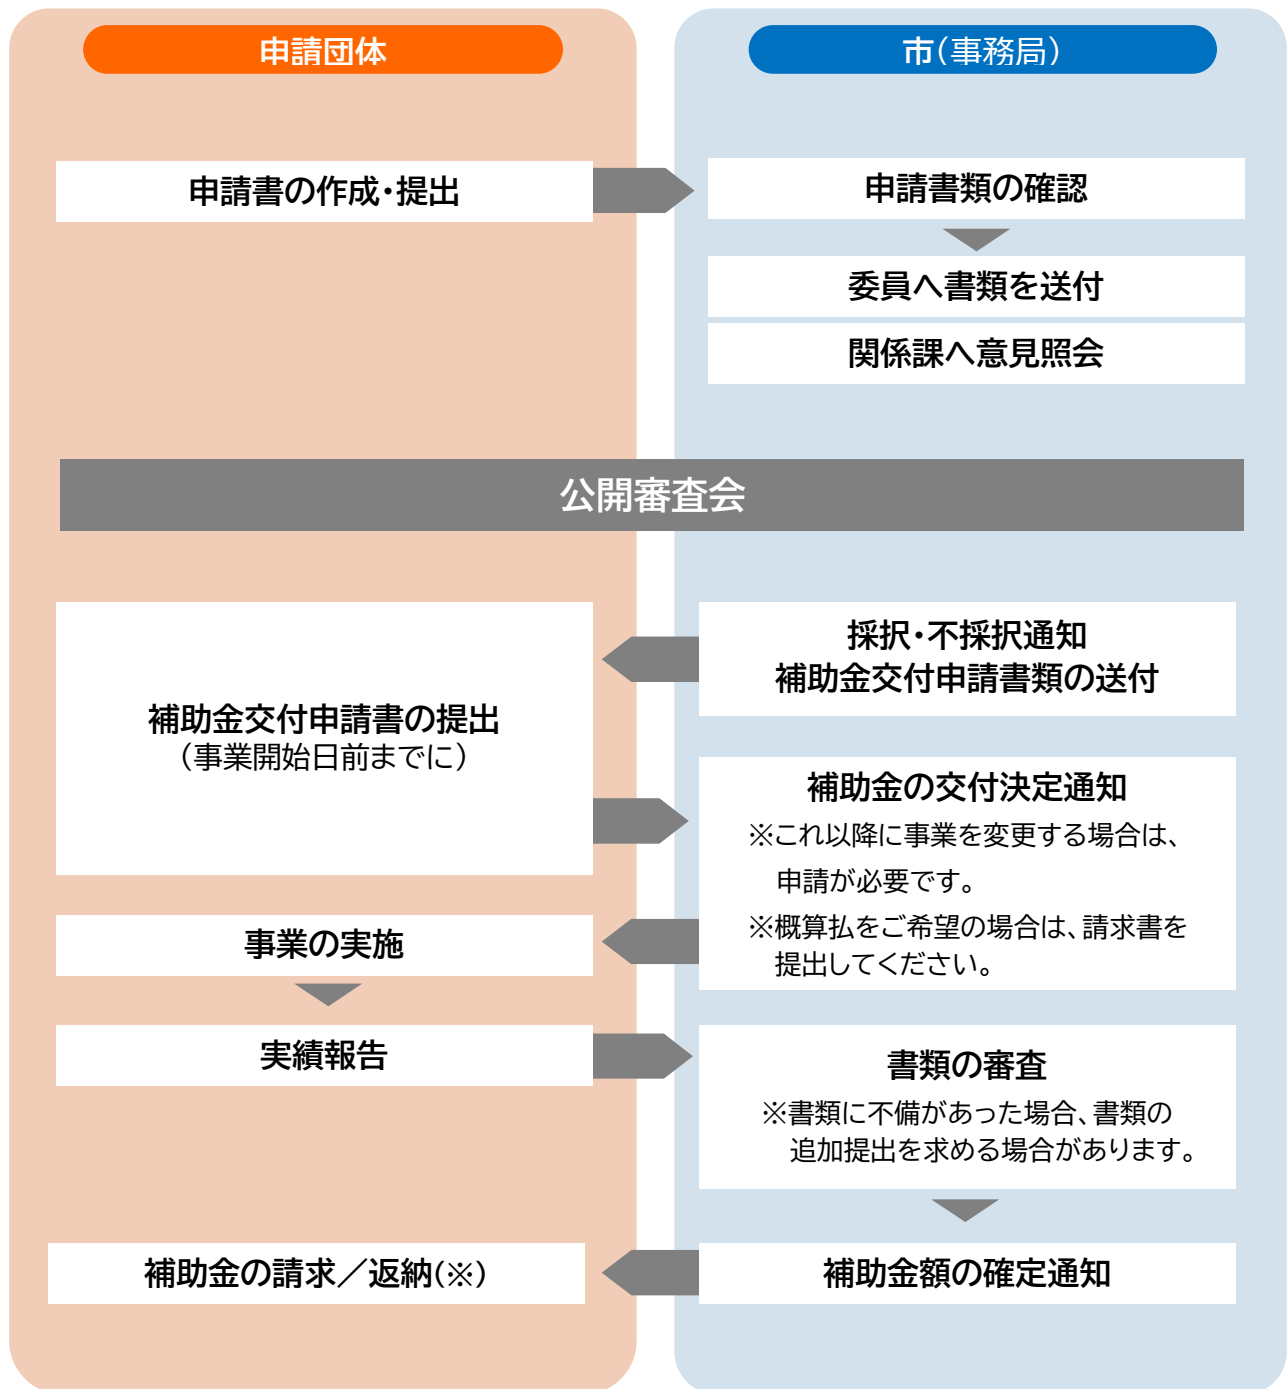 申請団体
市(事務局)
申請書の作成・提出
申請書類の確認
委員へ書類を送付
関係課へ意見照会
公開審査会
採択・不採択通知
補助金交付申請書類の送付
補助金交付申請書の提出
(事業開始日前までに)
補助金の交付決定通知
※これ以降に事業を変更する場合は、
申請が必要です。
※概算払をご希望の場合は、請求書を
提出してください。
事業の実施
実績報告
書類の審査
※書類に不備があった場合、書類の
追加提出を求める場合があります。
補助金額の確定通知
補助金の請求／返納(※)